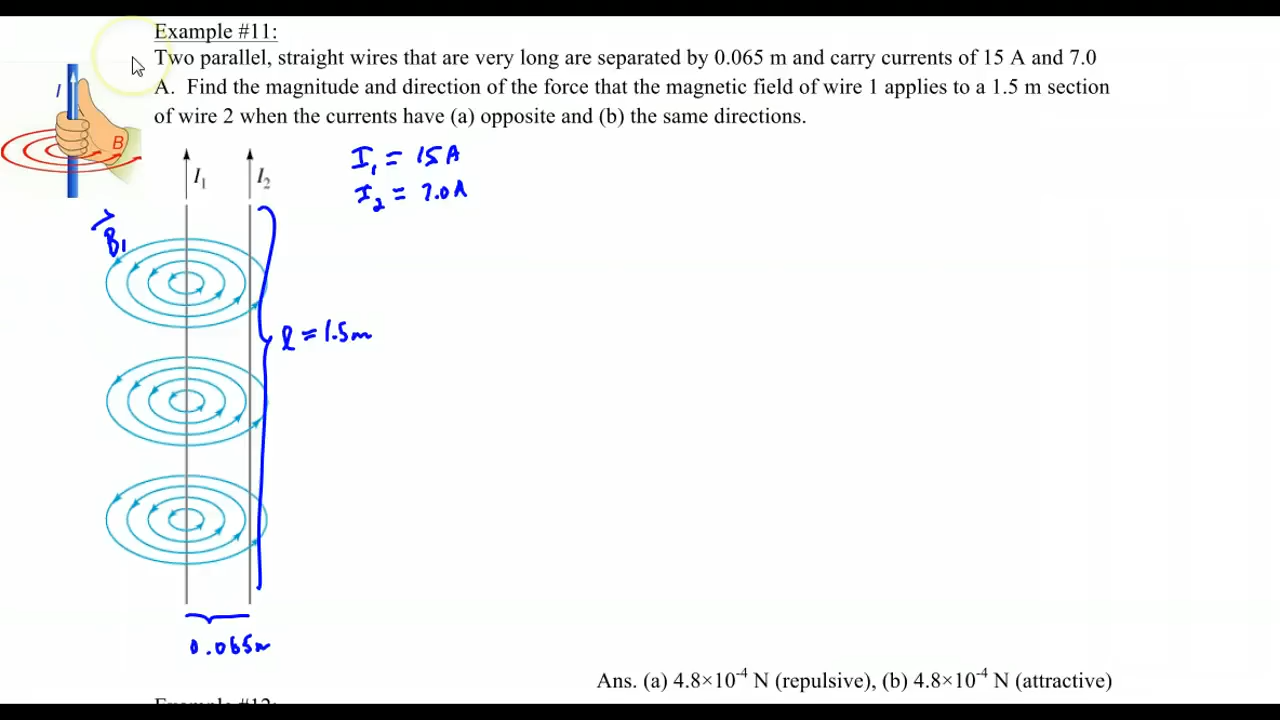 Example #11:
Two parallel, straight wires that are very long are separated by 0.065 m and carry currents of 15 A and 7.0
A. Find the magnitude and direction of the force that the magnetic field of wire 1 applies to a 1.5 m section
of wire 2 when the currents have (a) opposite and (b) the same directions.
I
B
I₁
I₂
I₁ = 15A
I₂ = 7.0A
B₁
l = 1.5m
0.065m
Ans. (a) 4.8×10⁻⁴ N (repulsive), (b) 4.8×10⁻⁴ N (attractive)